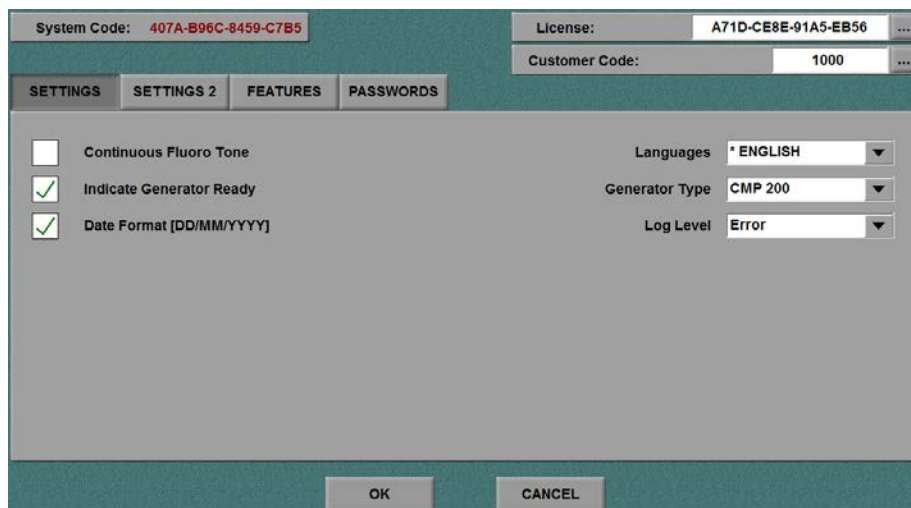 System Code: 407A-B96C-8459-C7B5 License: A71D-CE8E-91A5-EB56 ...
Customer Code: 1000 ...
SETTINGS SETTINGS 2 FEATURES PASSWORDS
Continuous Fluoro Tone Languages * ENGLISH
Indicate Generator Ready Generator Type CMP 200
Date Format [DD/MM/YYYY] Log Level Error
OK CANCEL